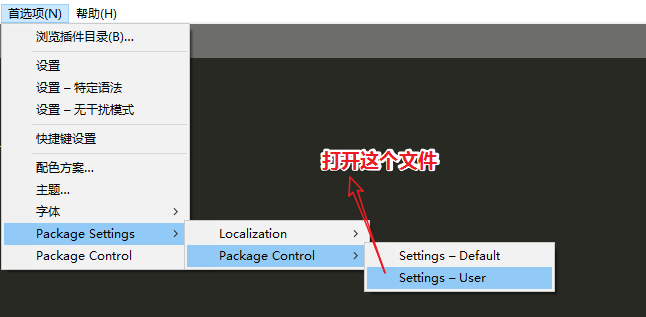 首选项(N) 帮助(H)
浏览插件目录(B)...
设置
设置 – 特定语法
设置 – 无干扰模式
快捷键设置
配色方案...
主题...
字体
Package Settings
Package Control
Localization
Package Control
Settings – Default
Settings – User
打开这个文件